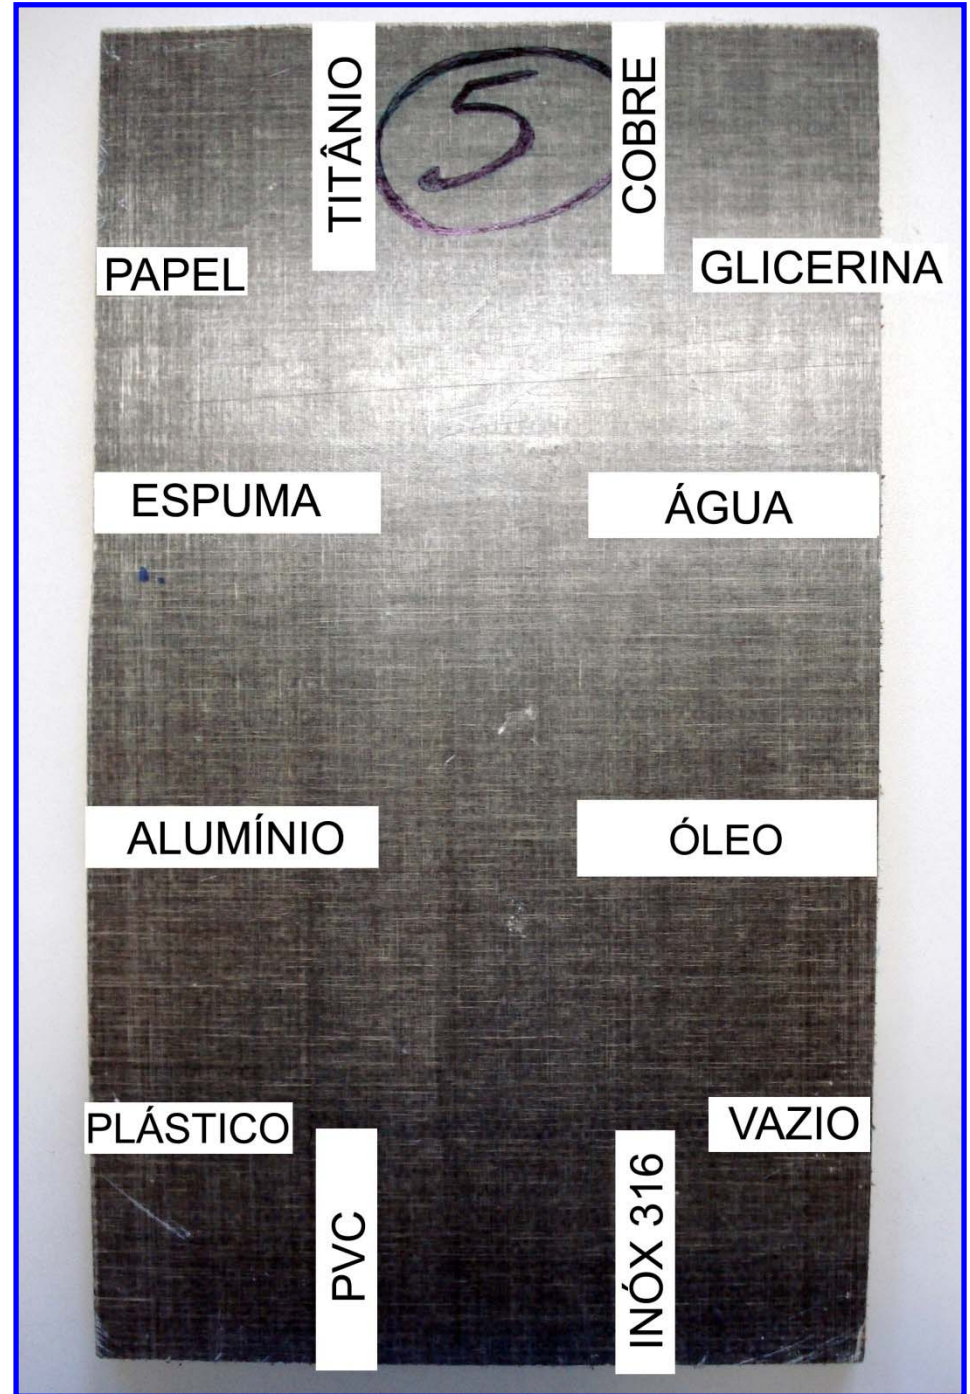 TITÂNIO
5
COBRE
PAPEL
GLICERINA
ESPUMA
ÁGUA
ALUMÍNIO
ÓLEO
PLÁSTICO
VAZIO
PVC
INÓX 316